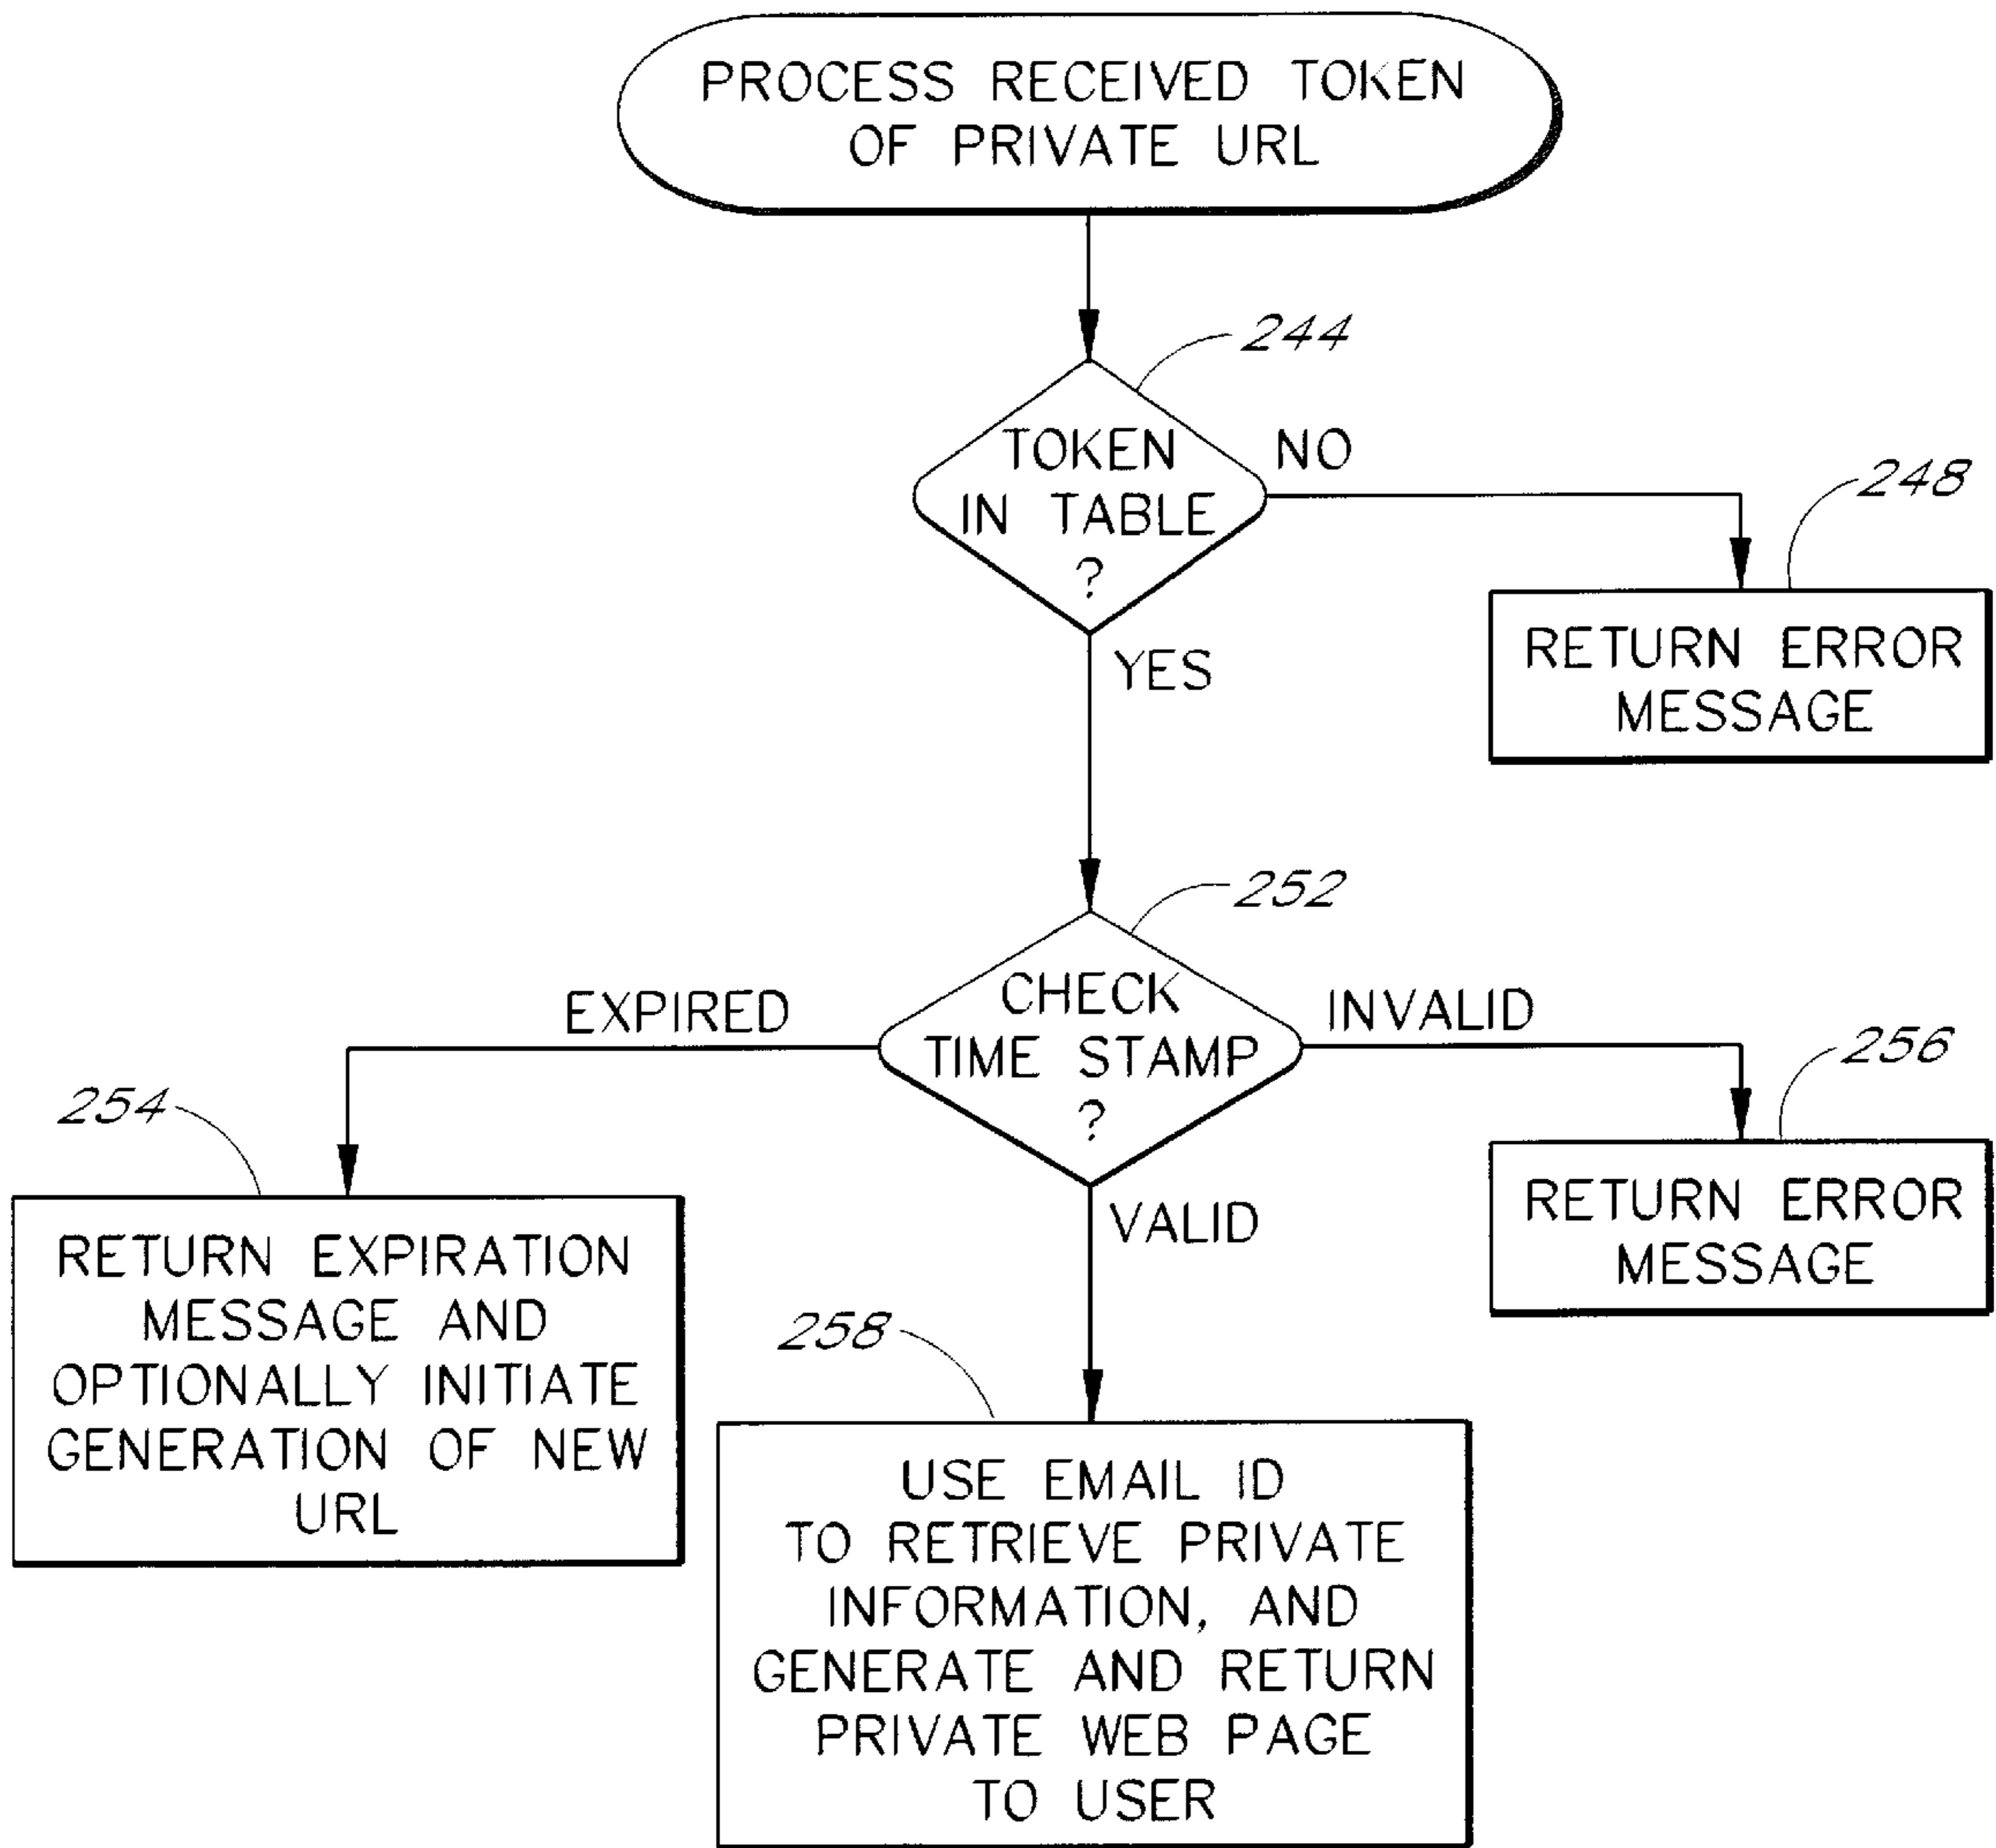 PROCESS RECEIVED TOKEN
OF PRIVATE URL
244
TOKEN
IN TABLE
?
NO
248
RETURN ERROR
MESSAGE
YES
252
CHECK
TIME STAMP
?
EXPIRED
INVALID
254
256
RETURN EXPIRATION
MESSAGE AND
OPTIONALLY INITIATE
GENERATION OF NEW
URL
RETURN ERROR
MESSAGE
VALID
258
USE EMAIL ID
TO RETRIEVE PRIVATE
INFORMATION, AND
GENERATE AND RETURN
PRIVATE WEB PAGE
TO USER